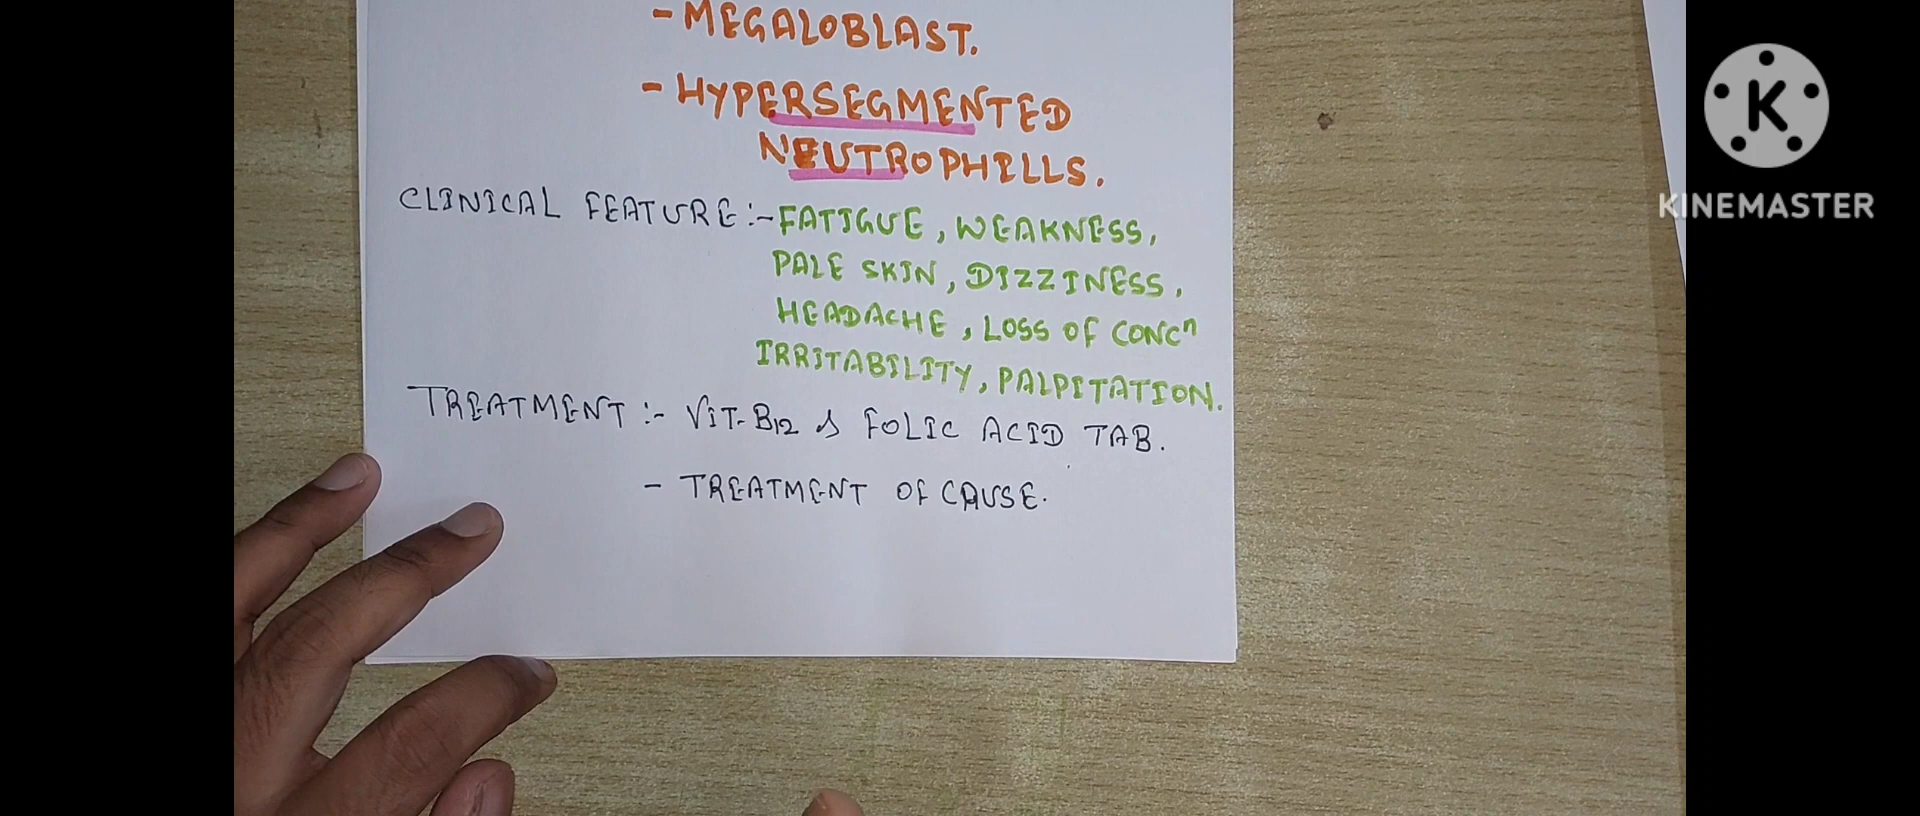 - MEGALOBLAST.
- HYPERSEGMENTED
NEUTROPHILLS.
CLINICAL FEATURE :- FATIGUE, WEAKNESS,
PALE SKIN, DIZZINESS,
HEADACHE, LOSS OF CONCⁿ
IRRITABILITY, PALPITATION.
TREATMENT :- VIT-B12 & FOLIC ACID TAB.
- TREATMENT OF CAUSE.
K
KINEMASTER